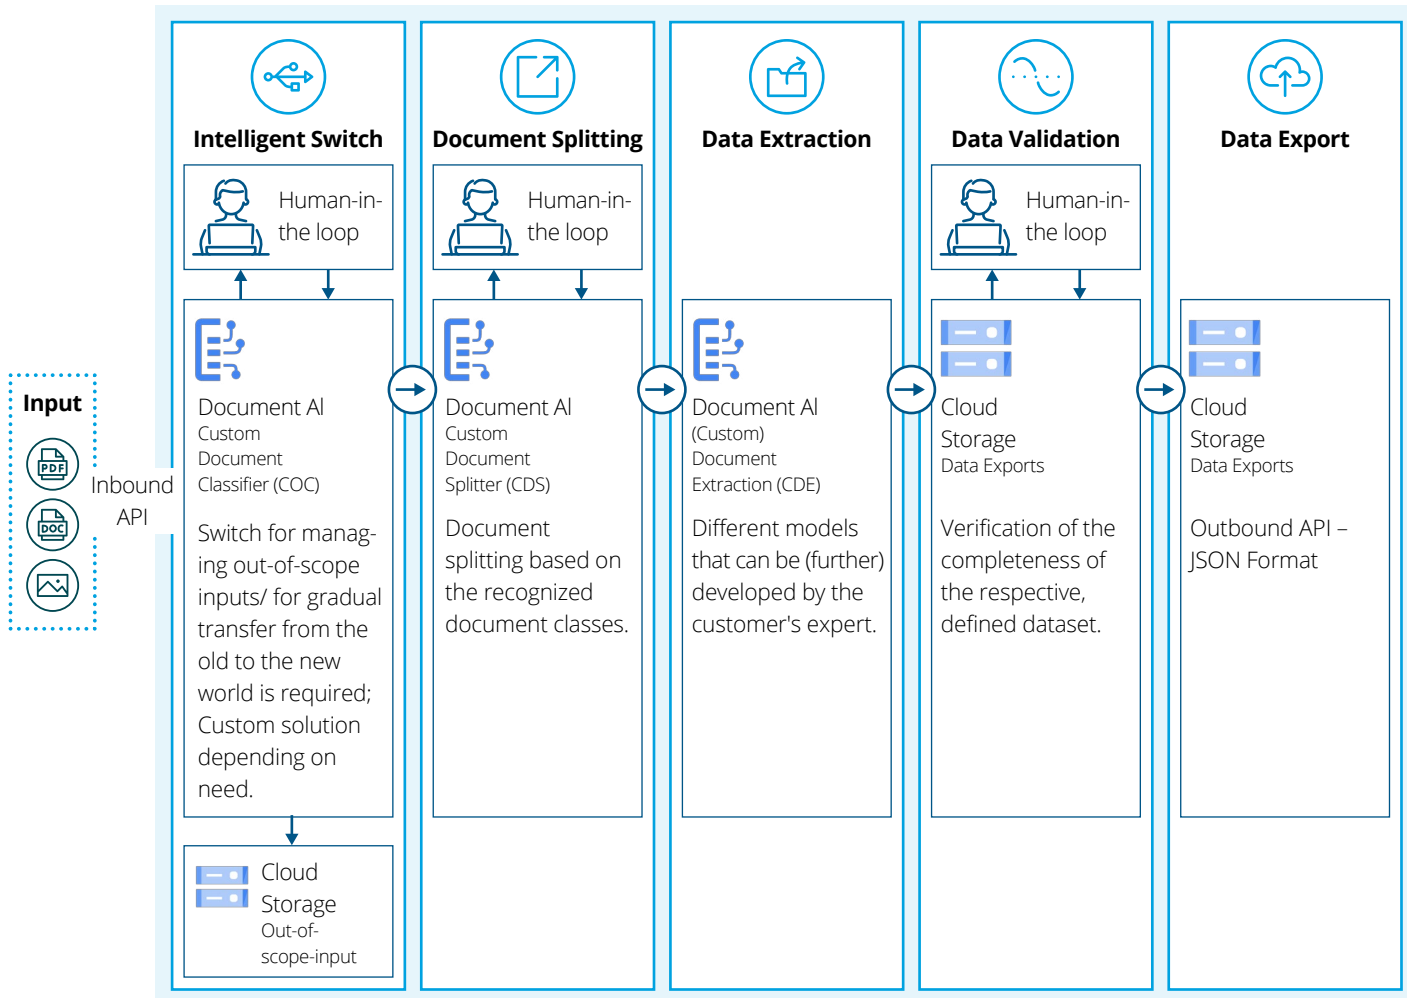 Input
PDF
DOC
Inbound
API
Intelligent Switch
Human-in-
the loop
Document AI
Custom
Document
Classifier (COC)
Switch for manag-
ing out-of-scope
inputs/ for gradual
transfer from the
old to the new
world is required;
Custom solution
depending on
need.
Cloud
Storage
Out-of-
scope-input
Document Splitting
Human-in-
the loop
Document AI
Custom
Document
Splitter (CDS)
Document
splitting based on
the recognized
document classes.
Data Extraction
Document AI
(Custom)
Document
Extraction (CDE)
Different models
that can be (further)
developed by the
customer's expert.
Data Validation
Human-in-
the loop
Cloud
Storage
Data Exports
Verification of the
completeness of
the respective,
defined dataset.
Data Export
Cloud
Storage
Data Exports
Outbound API –
JSON Format